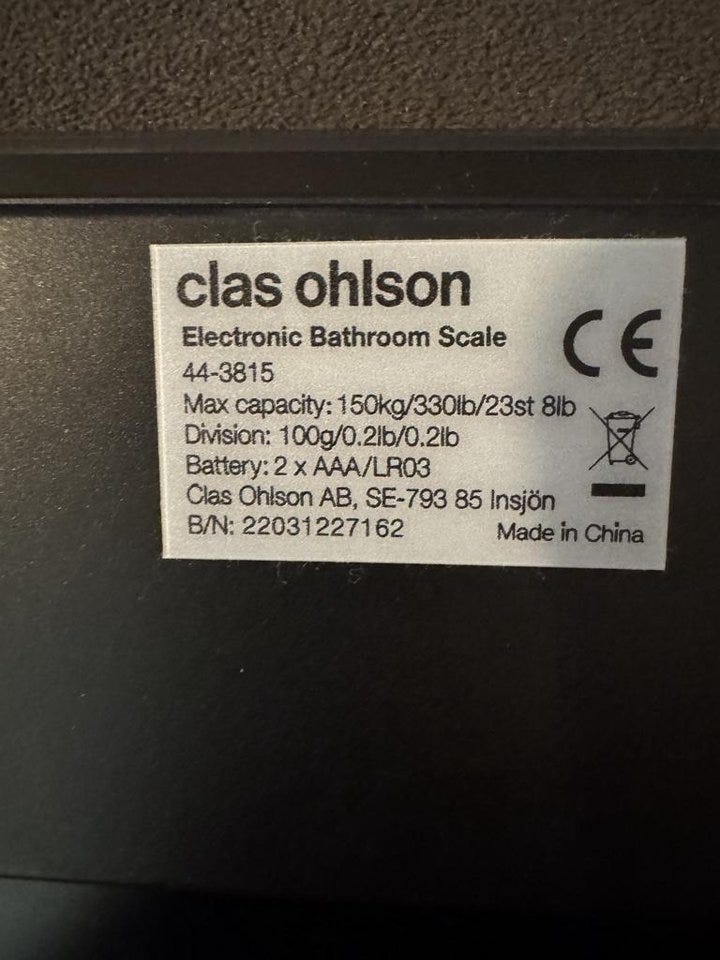 clas ohlson
Electronic Bathroom Scale
44-3815
Max capacity: 150kg/330lb/23st 8lb
Division: 100g/0.2lb/0.2lb
Battery: 2 x AAA/LR03
Clas Ohlson AB, SE-793 85 Insjön
B/N: 22031227162
Made in China
CE